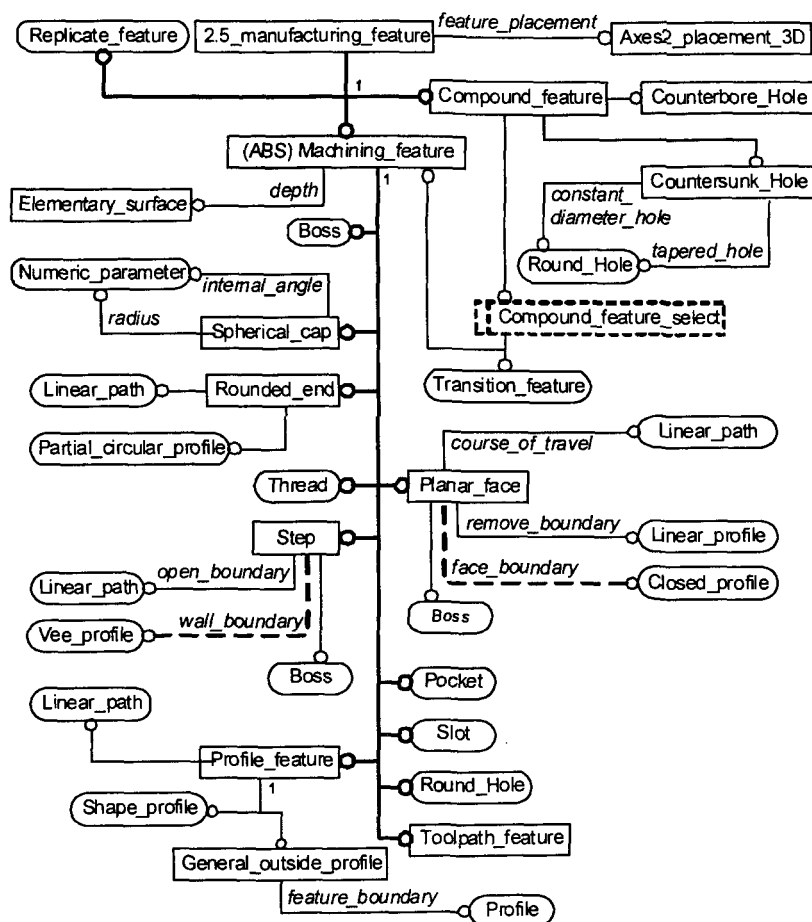 feature_placement
Replicate_feature
2.5_manufacturing_feature
Axes2_placement_3D
1
Compound_feature
Counterbore_Hole
(ABS) Machining_feature
1
Countersunk_Hole
depth
constant_
diameter_hole
Elementary_surface
Boss
tapered_hole
Round_Hole
Numeric_parameter
internal_angle
radius
Spherical_cap
Compound_feature_select
Linear_path
Rounded_end
Transition_feature
Linear_path
course_of_travel
Partial_circular_profile
Thread
Planar_face
Step
remove_boundary
Linear_profile
open_boundary
face_boundary
Linear_path
Closed_profile
wall_boundary
Vee_profile
Boss
Boss
Pocket
Linear_path
Slot
Profile_feature
1
Round_Hole
Shape_profile
Toolpath_feature
General_outside_profile
feature_boundary
Profile